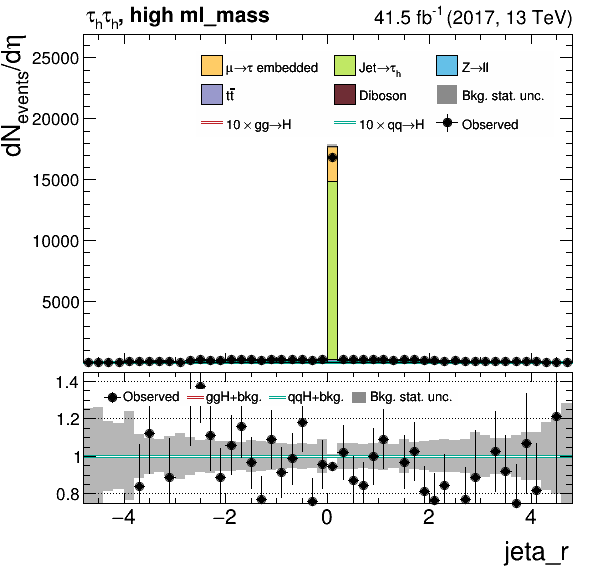 τhτh, high ml_mass 41.5 fb-1 (2017, 13 TeV)
dNevents/dη
25000
20000
15000
10000
5000
μ→τ embedded Jet→τh Z→ll
tt̄ Diboson Bkg. stat. unc.
10 × gg→H 10 × qq→H Observed
1.4
1.2
1
0.8
Observed ggH+bkg. qqH+bkg. Bkg. stat. unc.
−4 −2 0 2 4
jeta_r